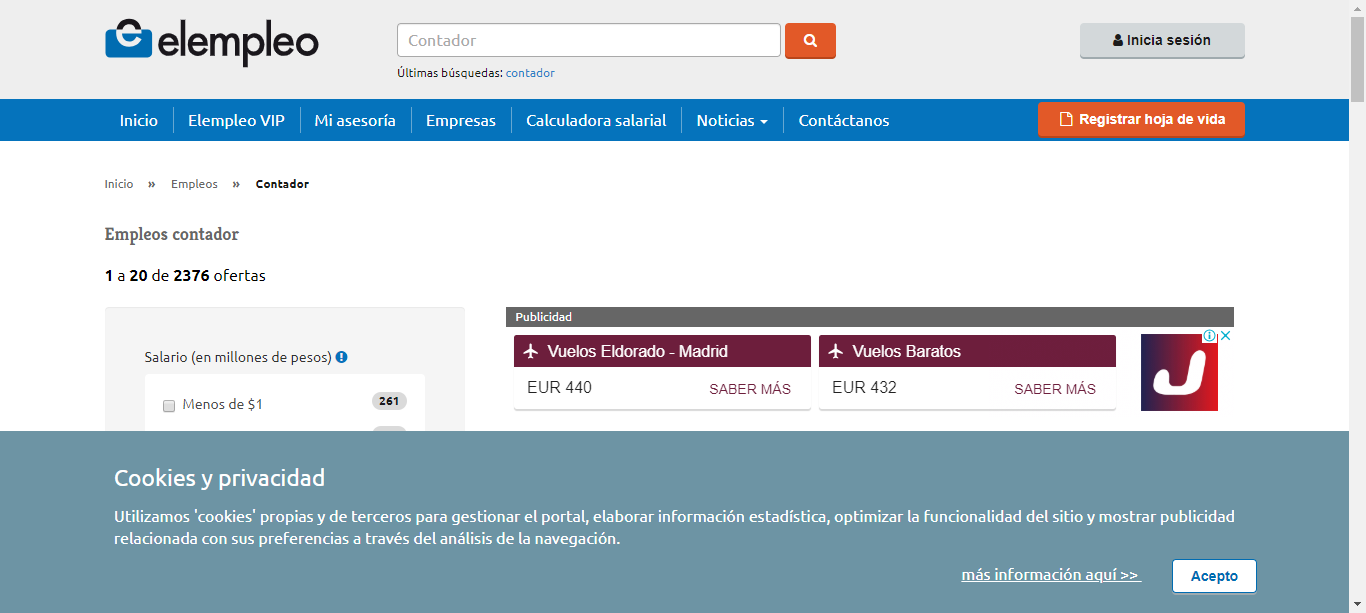 elempleo
Contador
Últimas búsquedas: contador
Inicia sesión
Inicio
Elempleo VIP
Mi asesoría
Empresas
Calculadora salarial
Noticias
Contáctanos
Registrar hoja de vida
Inicio » Empleos » Contador
Empleos contador
1 a 20 de 2376 ofertas
Salario (en millones de pesos)
Menos de $1 261
Publicidad
Vuelos Eldorado - Madrid
EUR 440 SABER MÁS
Vuelos Baratos
EUR 432 SABER MÁS
J
Cookies y privacidad
Utilizamos 'cookies' propias y de terceros para gestionar el portal, elaborar información estadística, optimizar la funcionalidad del sitio y mostrar publicidad
relacionada con sus preferencias a través del análisis de la navegación.
más información aquí >>
Acepto